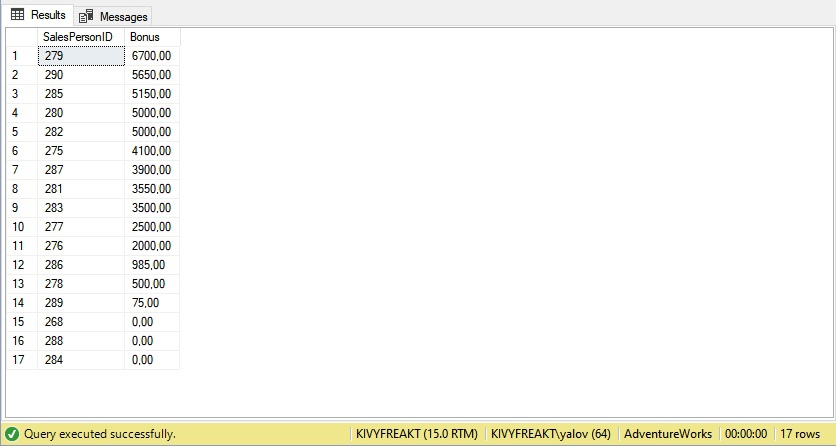 Results Messages
SalesPersonID Bonus
1 279 6700,00
2 290 5650,00
3 285 5150,00
4 280 5000,00
5 282 5000,00
6 275 4100,00
7 287 3900,00
8 281 3550,00
9 283 3500,00
10 277 2500,00
11 276 2000,00
12 286 985,00
13 278 500,00
14 289 75,00
15 268 0,00
16 288 0,00
17 284 0,00
Query executed successfully. KIVYFREAKT (15.0 RTM) KIVYFREAKT\yalov (64) AdventureWorks 00:00:00 17 rows